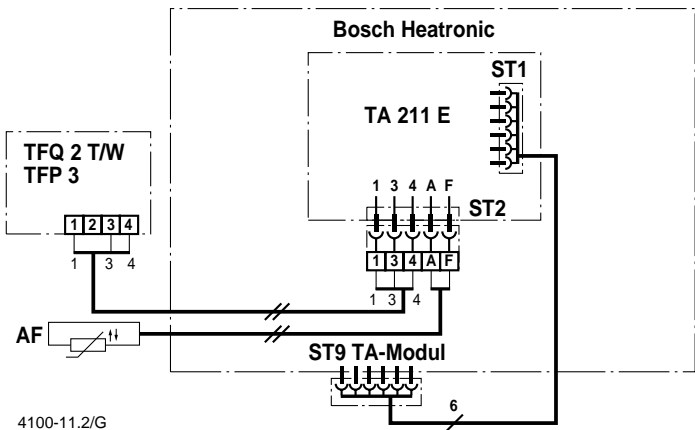 Bosch Heatronic
ST1
TA 211 E
TFQ 2 T/W
TFP 3
1 3 4 A F
ST2
1 2 3 4
1 3 4
1 3 4 A F
1 3 4
AF
ST9 TA-Modul
6
4100-11.2/G